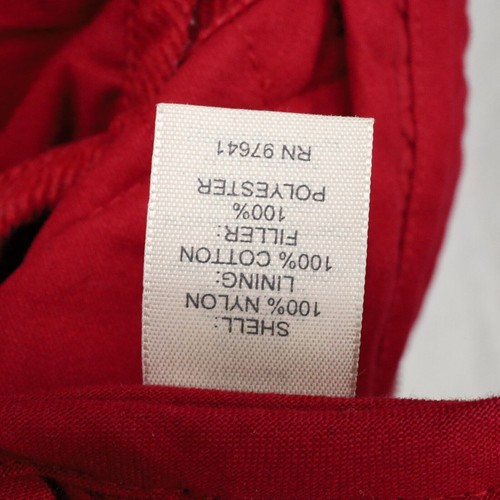 SHELL:
100% NYLON
LINING:
100% COTTON
FILLER:
100%
POLYESTER
RN 97641